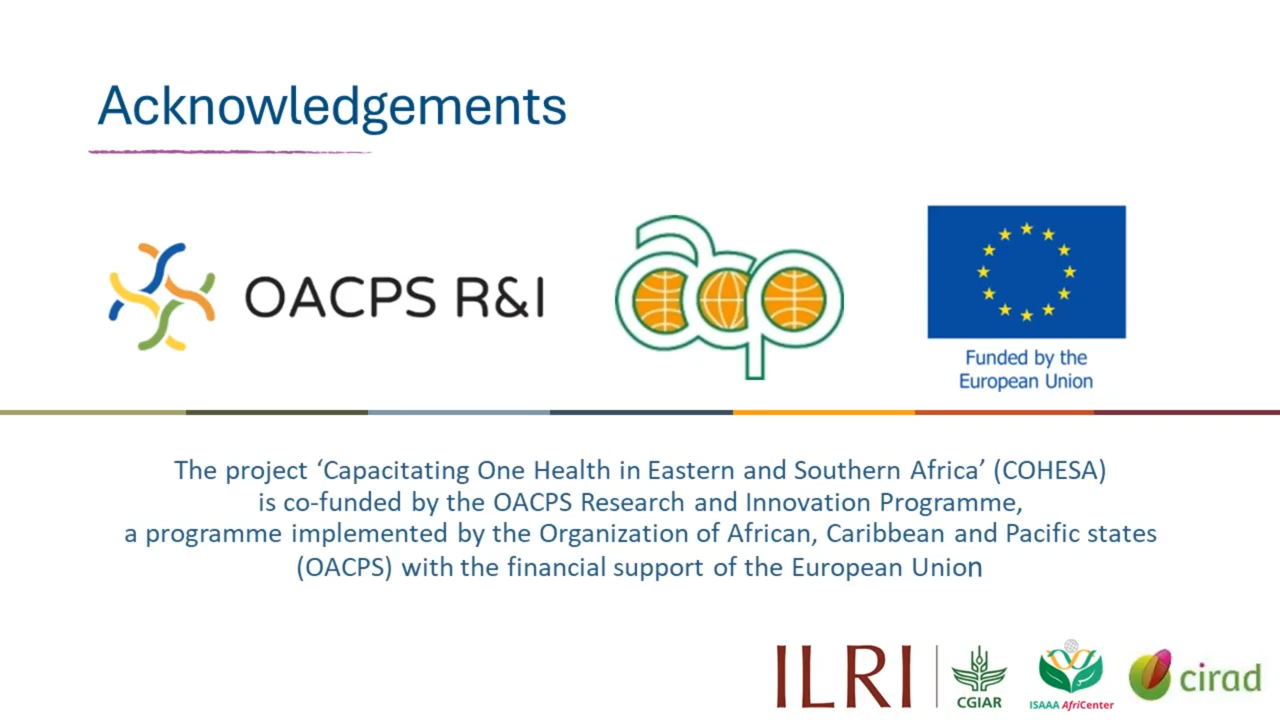 Acknowledgements
OACPS R&I
acp
Funded by the
European Union
The project ‘Capacitating One Health in Eastern and Southern Africa’ (COHESA)
is co-funded by the OACPS Research and Innovation Programme,
a programme implemented by the Organization of African, Caribbean and Pacific states
(OACPS) with the financial support of the European Union
ILRI
CGIAR
ISAAA AfriCenter
cirad